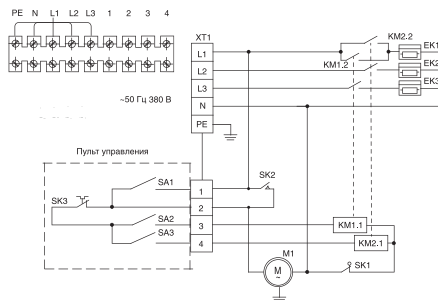 PE N L1 L2 L3 1 2 3 4
XT1
KM2.2
L1
EK1
KM1.2
L2
EK2
L3
EK3
~50 Гц 380 В
N
PE
Пульт управления
SA1
1
SK2
SK3
2
SA2
3
KM1.1
SA3
4
KM2.1
M1
M
~
SK1